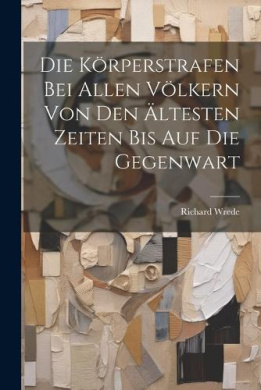 Die Körperstrafen
Bei Allen Völkern
Von Den Ältesten
Zeiten Bis Auf Die
Gegenwart
Richard Wrede